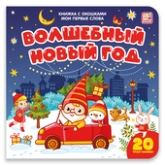 КНИЖКА С ОКОШКАМИ
МОИ ПЕРВЫЕ СЛОВА
ВОЛШЕБНЫЙ
НОВЫЙ ГОД
20